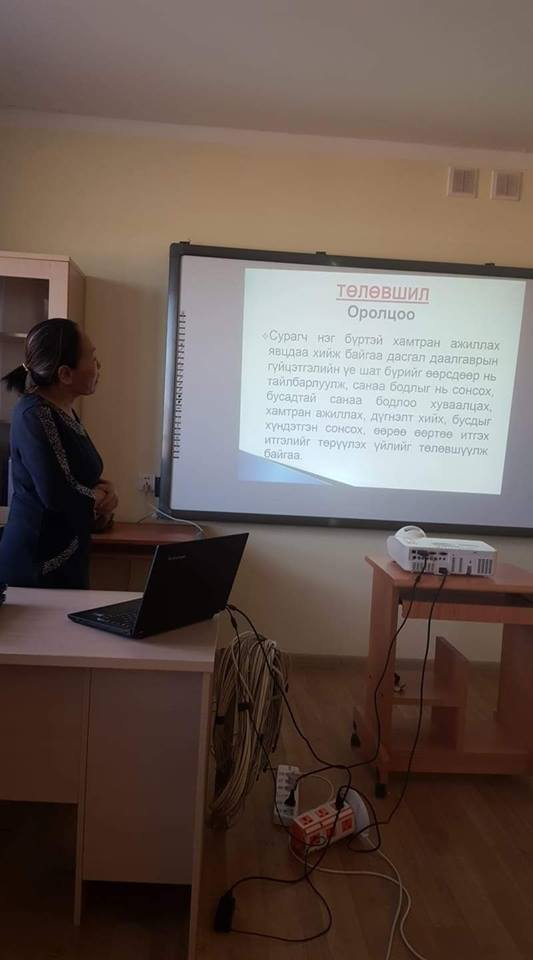 ТӨЛӨВШИЛ
Оролцоо
Сурагч нэг бүртэй хамтран ажиллах
явцдаа хийж байгаа дасгал даалгаврын
гүйцэтгэлийн үе шат бүрийг өөрсдөөр нь
тайлбарлуулж, санаа бодлыг нь сонсох,
бусадтай санаа бодлоо хуваалцах,
хамтран ажиллах, дүгнэлт хийх, бусдыг
хүндэтгэн сонсох, өөрөө өөртөө итгэх
итгэлийг төрүүлэх үйлийг төлөвшүүлж
байгаа.